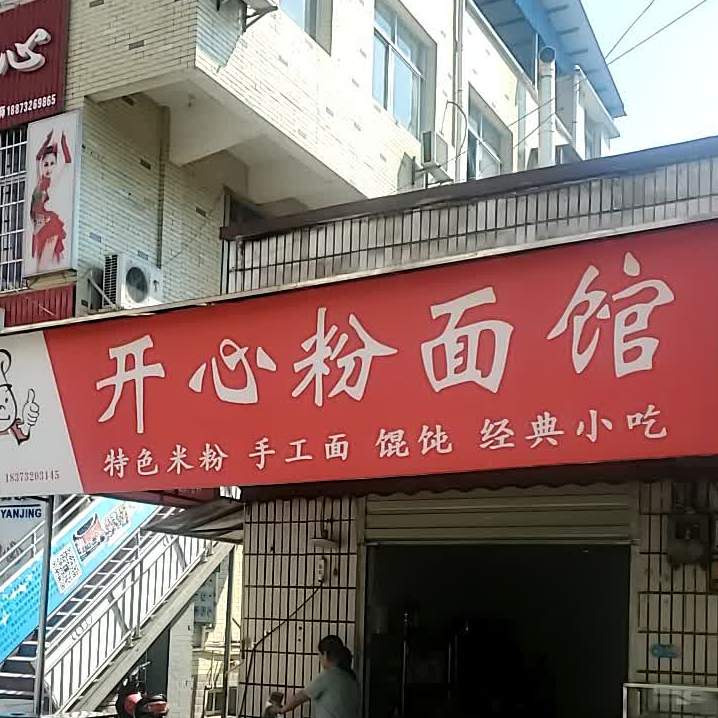 心
18873269865
开心粉面馆
特色米粉 手工面 馄饨 经典小吃
18373203145
YANJING